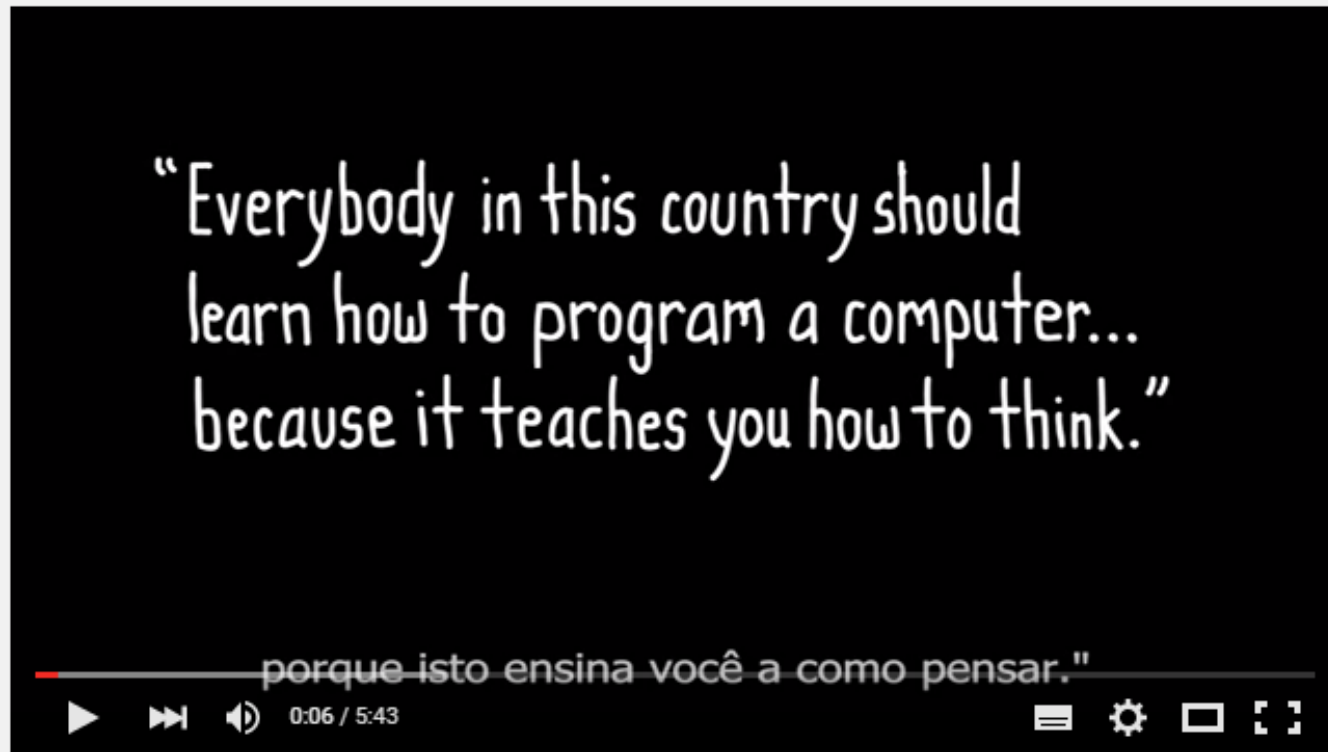 “Everybody in this country should
learn how to program a computer...
because it teaches you how to think.”
porque isto ensina você a como pensar."
0:06 / 5:43